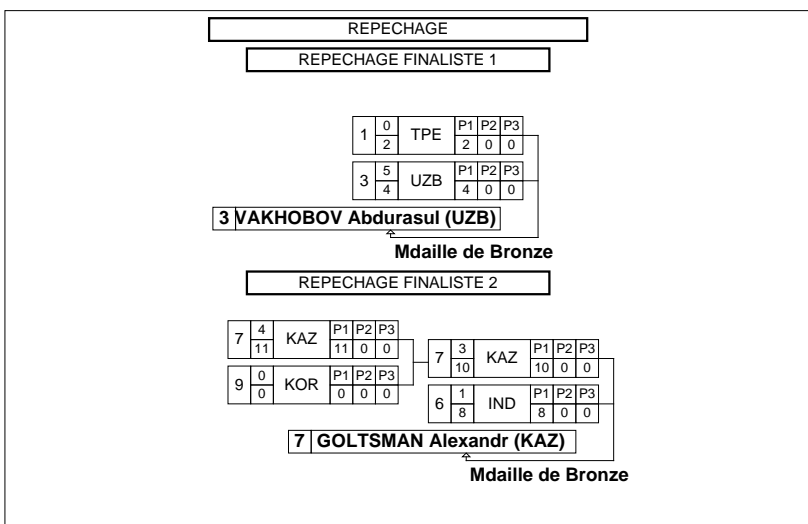 REPECHAGE
REPECHAGE FINALISTE 1
1 0 TPE P1 P2 P3
2 2 0 0
3 5 UZB P1 P2 P3
4 4 0 0
3 VAKHOBOV Abdurasul (UZB)
Mdaille de Bronze
REPECHAGE FINALISTE 2
7 4 KAZ P1 P2 P3
11 11 0 0
9 0 KOR P1 P2 P3
0 0 0 0
7 3 KAZ P1 P2 P3
10 10 0 0
6 1 IND P1 P2 P3
8 8 0 0
7 GOLTSMAN Alexandr (KAZ)
Mdaille de Bronze